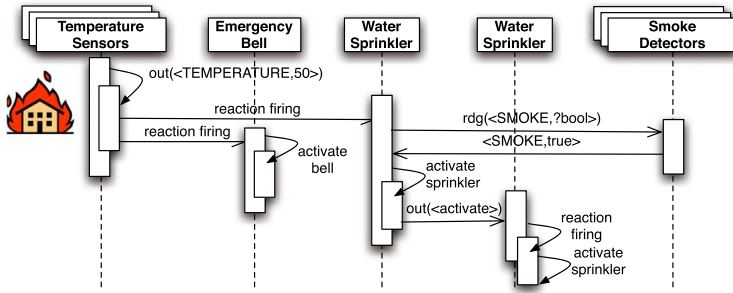 Temperature
Sensors
Emergency
Bell
Water
Sprinkler
Water
Sprinkler
Smoke
Detectors
out(<TEMPERATURE,50>)
reaction firing
rdg(<SMOKE,?bool>)
reaction firing
<SMOKE,true>
activate
bell
activate
sprinkler
out(<activate>)
reaction
firing
activate
sprinkler